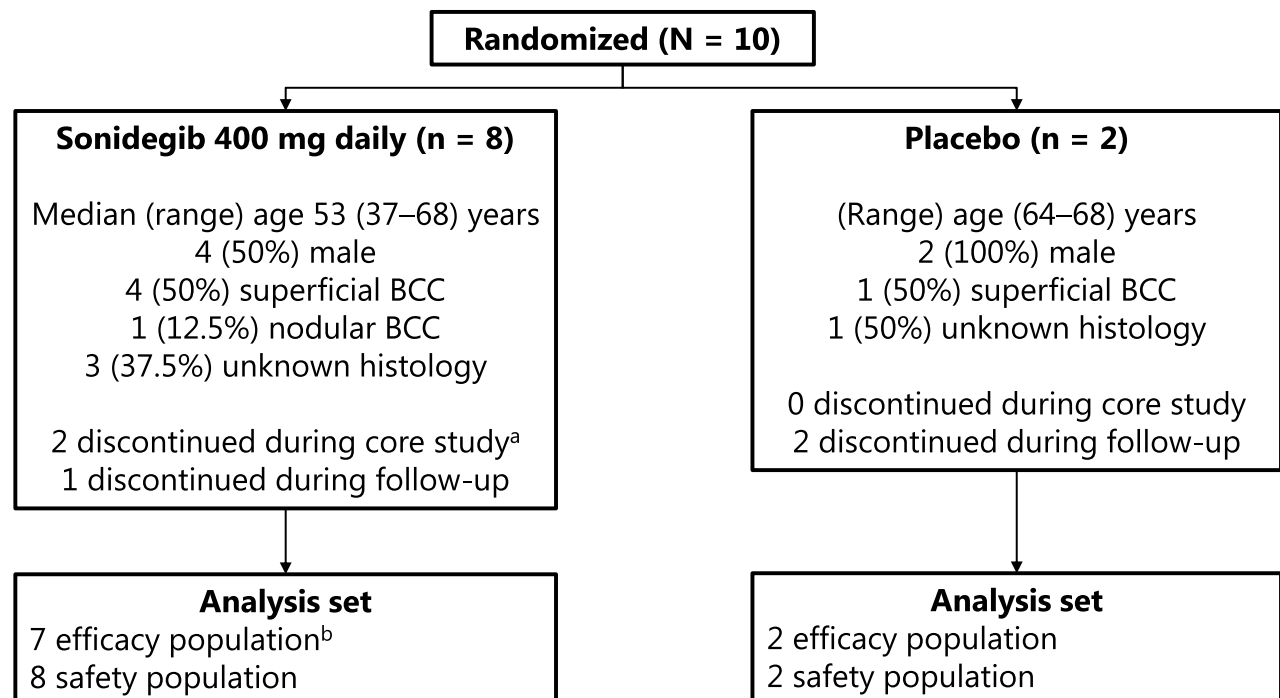 Randomized (N = 10)
Sonidegib 400 mg daily (n = 8)
Median (range) age 53 (37–68) years
4 (50%) male
4 (50%) superficial BCC
1 (12.5%) nodular BCC
3 (37.5%) unknown histology
2 discontinued during core studyᵃ
1 discontinued during follow-up
Placebo (n = 2)
(Range) age (64–68) years
2 (100%) male
1 (50%) superficial BCC
1 (50%) unknown histology
0 discontinued during core study
2 discontinued during follow-up
Analysis set
7 efficacy populationᵇ
8 safety population
Analysis set
2 efficacy population
2 safety population